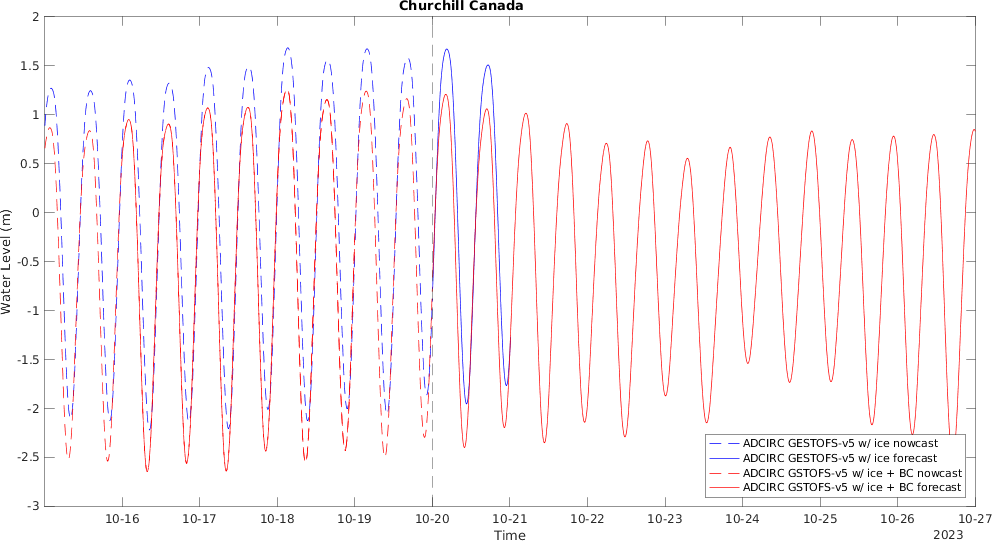 Churchill Canada
Water Level (m)
2
1.5
1
0.5
0
-0.5
-1
-1.5
-2
-2.5
-3
ADCIRC GESTOFS-v5 w/ ice nowcast
ADCIRC GESTOFS-v5 w/ ice forecast
ADCIRC GSTOFS-v5 w/ ice + BC nowcast
ADCIRC GSTOFS-v5 w/ ice + BC forecast
10-16 10-17 10-18 10-19 10-20 10-21 10-22 10-23 10-24 10-25 10-26 10-27
Time
2023